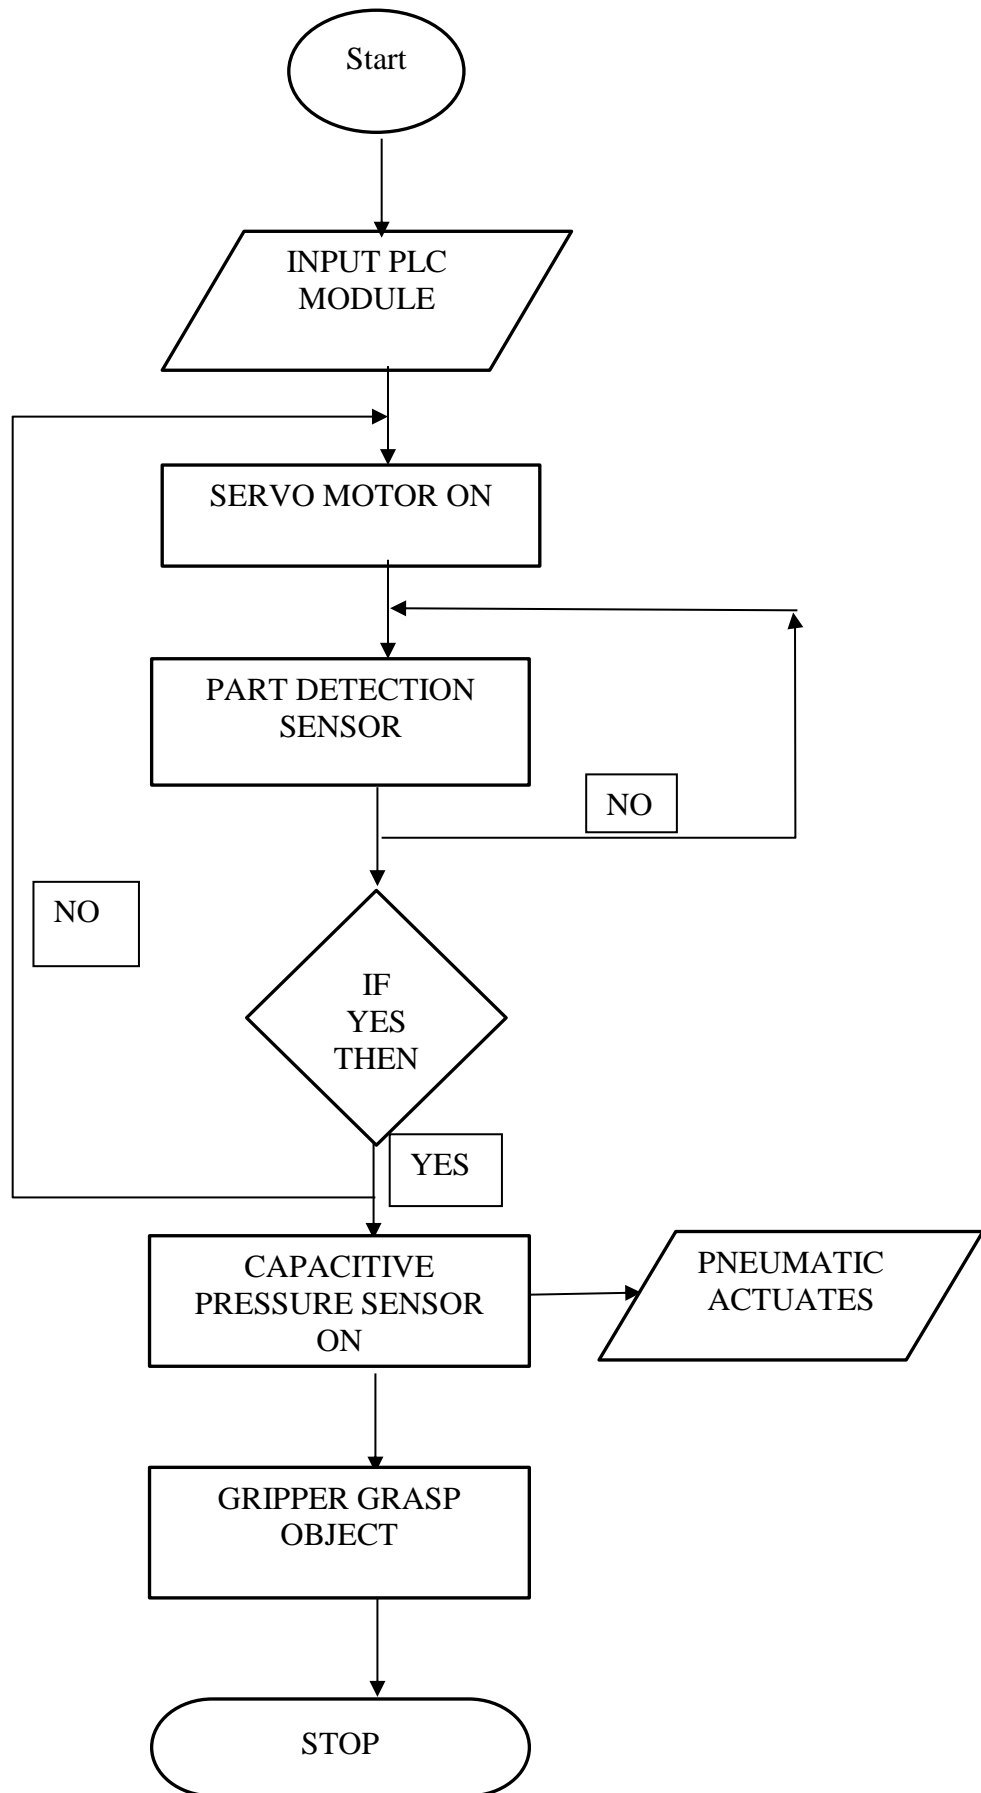 Start
INPUT PLC
MODULE
SERVO MOTOR ON
PART DETECTION
SENSOR
NO
NO
IF
YES
THEN
YES
CAPACITIVE
PRESSURE SENSOR
ON
PNEUMATIC
ACTUATES
GRIPPER GRASP
OBJECT
STOP